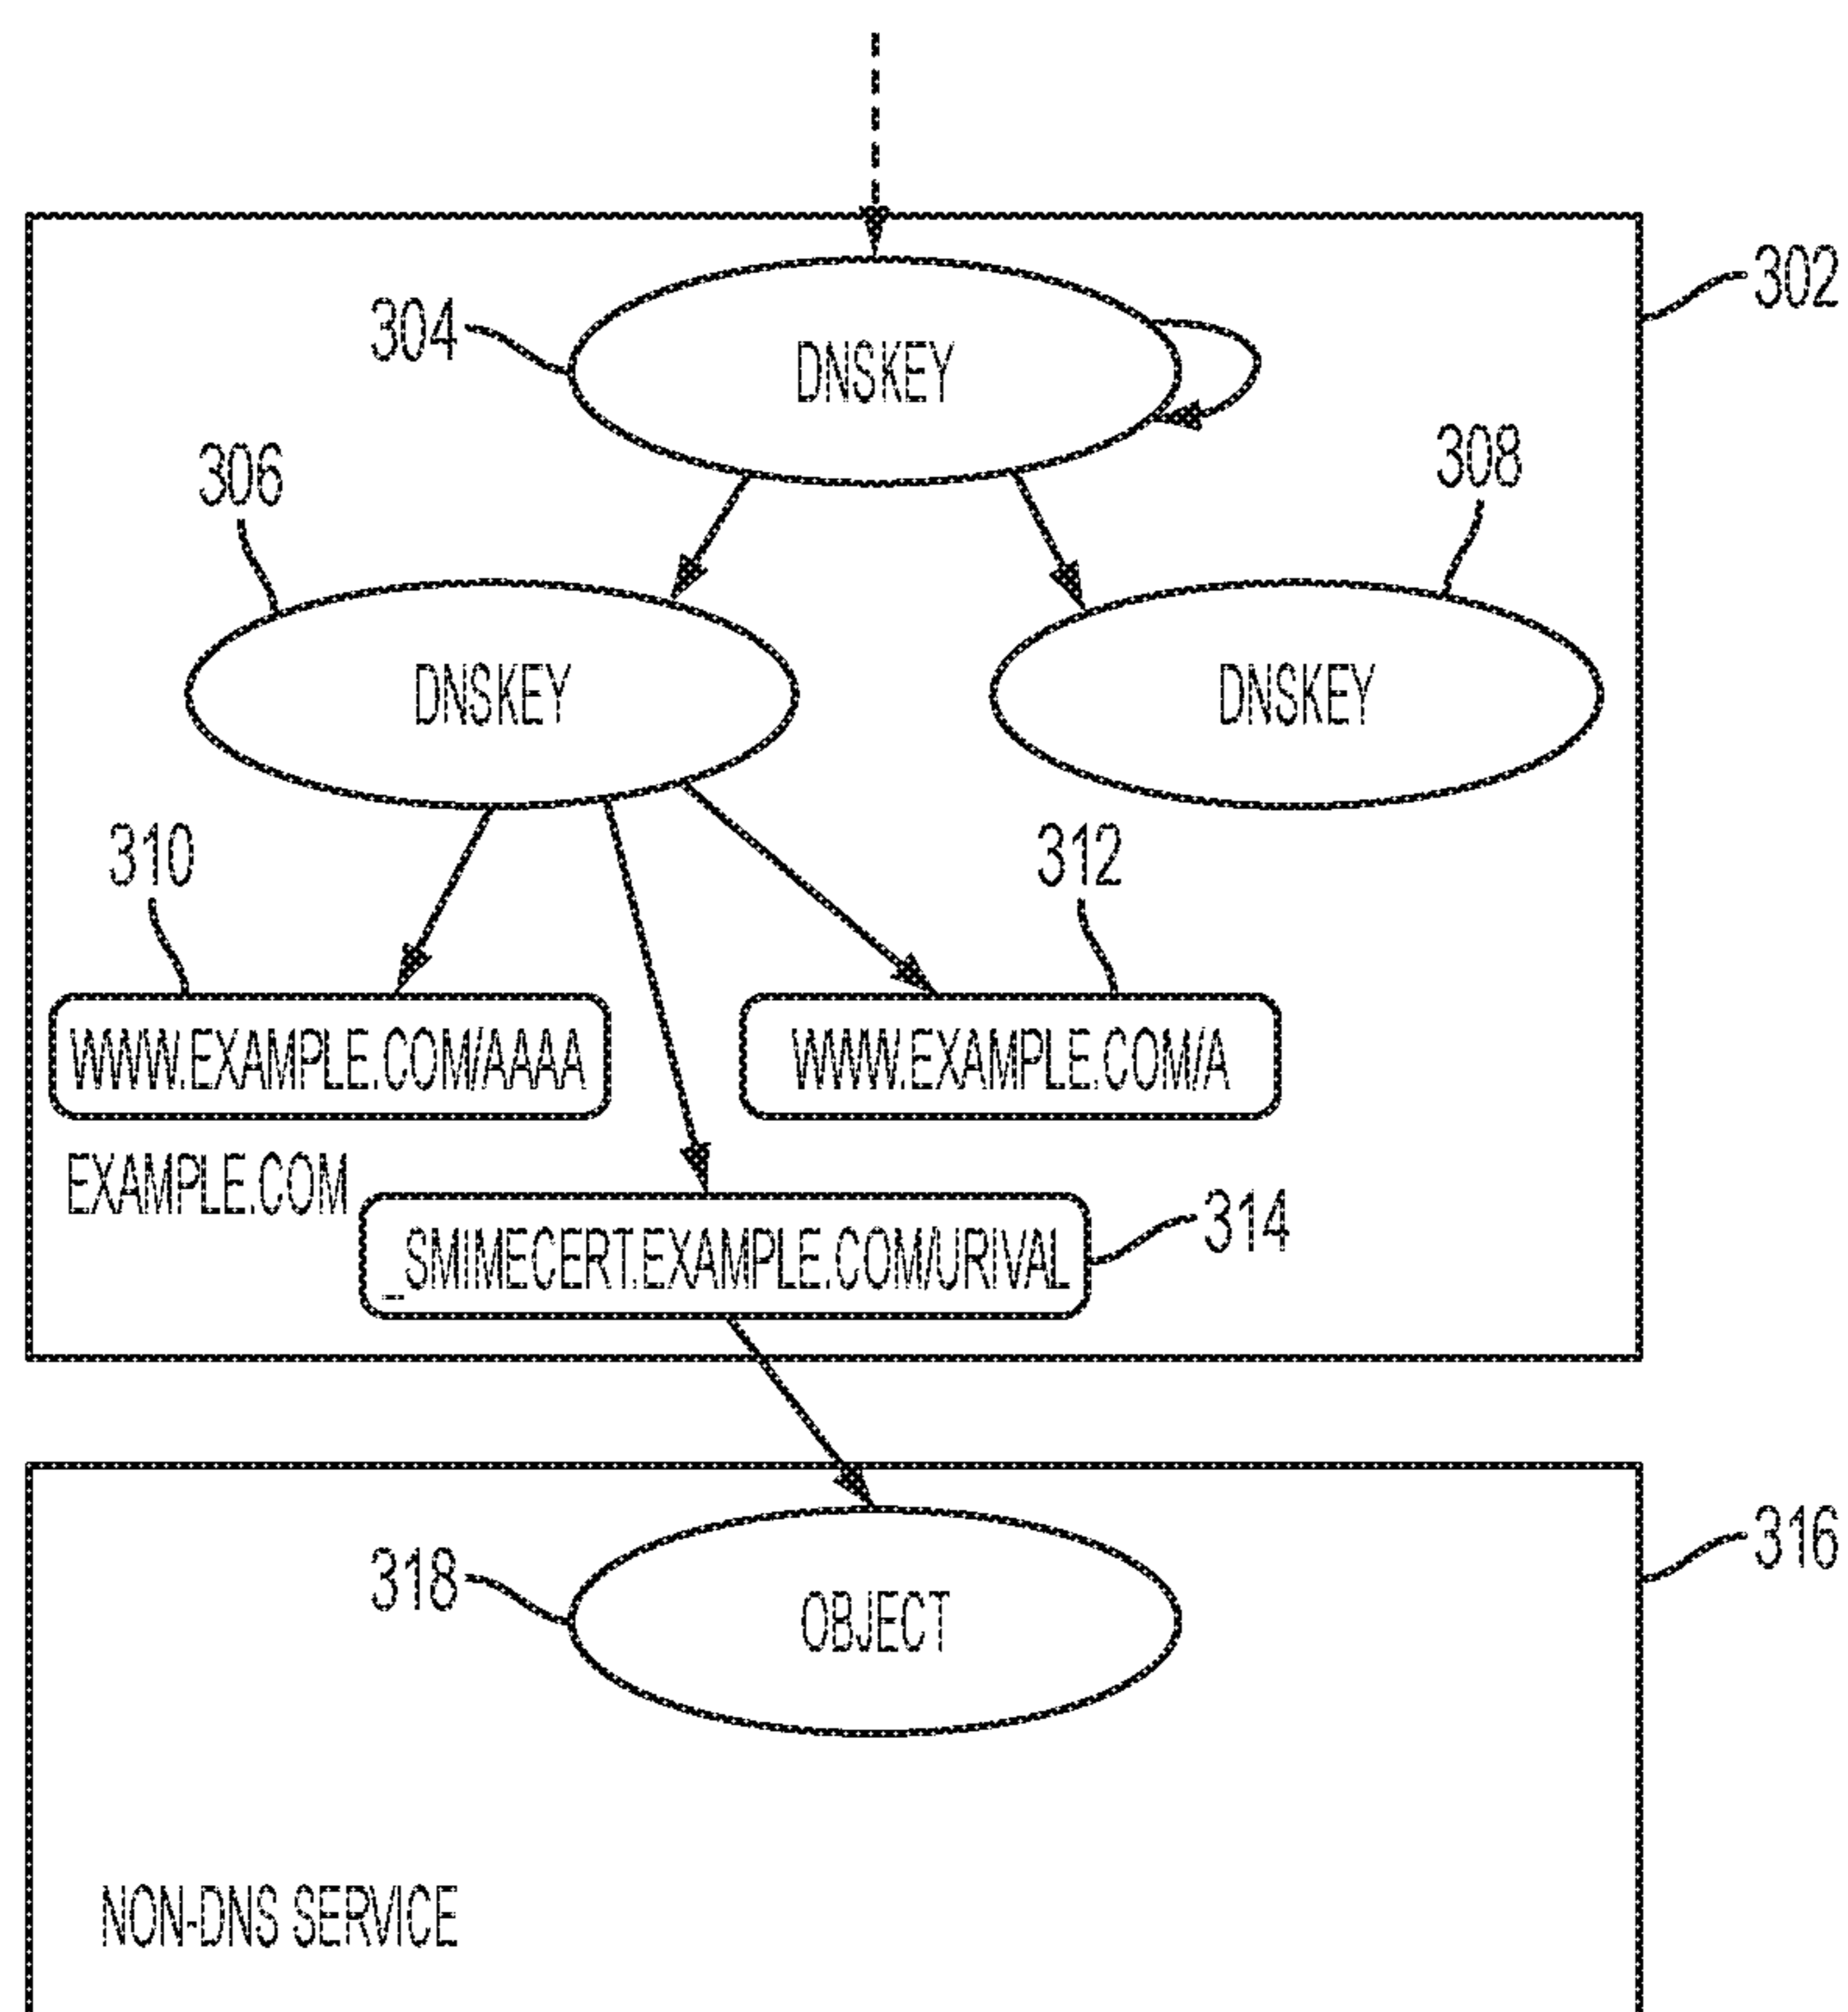 302
304
DNSKEY
306
308
DNSKEY
DNSKEY
310
312
WWW.EXAMPLE.COM/AAAA
WWW.EXAMPLE.COM/A
EXAMPLE.COM
_SMIMECERT.EXAMPLE.COM/URIVAL
314
316
318
OBJECT
NON-DNS SERVICE